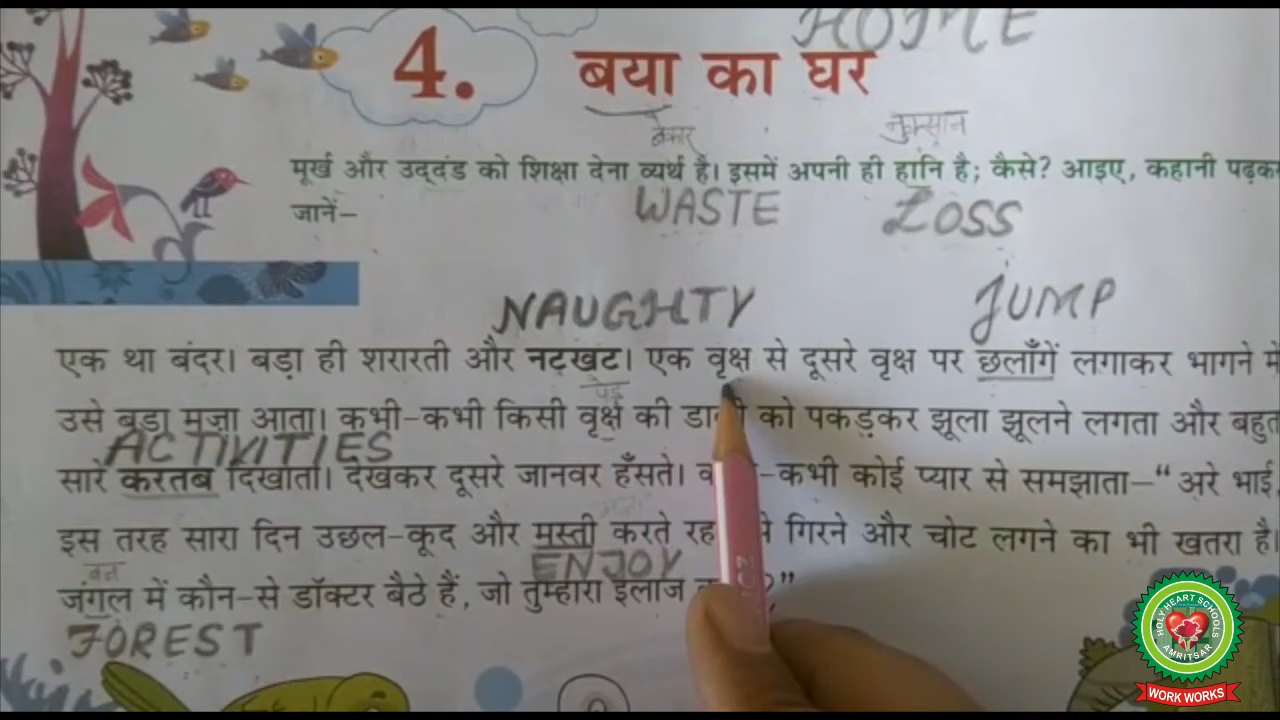 HOME
4. बया का घर
बेकार नुक्सान
मूर्ख और उद्दंड को शिक्षा देना व्यर्थ है। इसमें अपनी ही हानि है; कैसे? आइए, कहानी पढ़कर
जानें–
WASTE LOSS
NAUGHTY JUMP
एक था बंदर। बड़ा ही शरारती और नटखट। एक वृक्ष से दूसरे वृक्ष पर छलाँगें लगाकर भागने में
पेड़
उसे बड़ा मज़ा आता। कभी-कभी किसी वृक्ष की को पकड़कर झूला झूलने लगता और बहुत
ACTIVITIES
सारे करतब दिखाता। देखकर दूसरे जानवर हँसते। -कभी कोई प्यार से समझाता–“अरे भाई,
इस तरह सारा दिन उछल-कूद और मस्ती करते गिरने और चोट लगने का भी खतरा है।
वन ENJOY
जंगल में कौन-से डॉक्टर बैठे हैं, जो तुम्हारा इलाज ?”
FOREST
HOLY HEART SCHOOLS
AMRITSAR
WORK WORKS